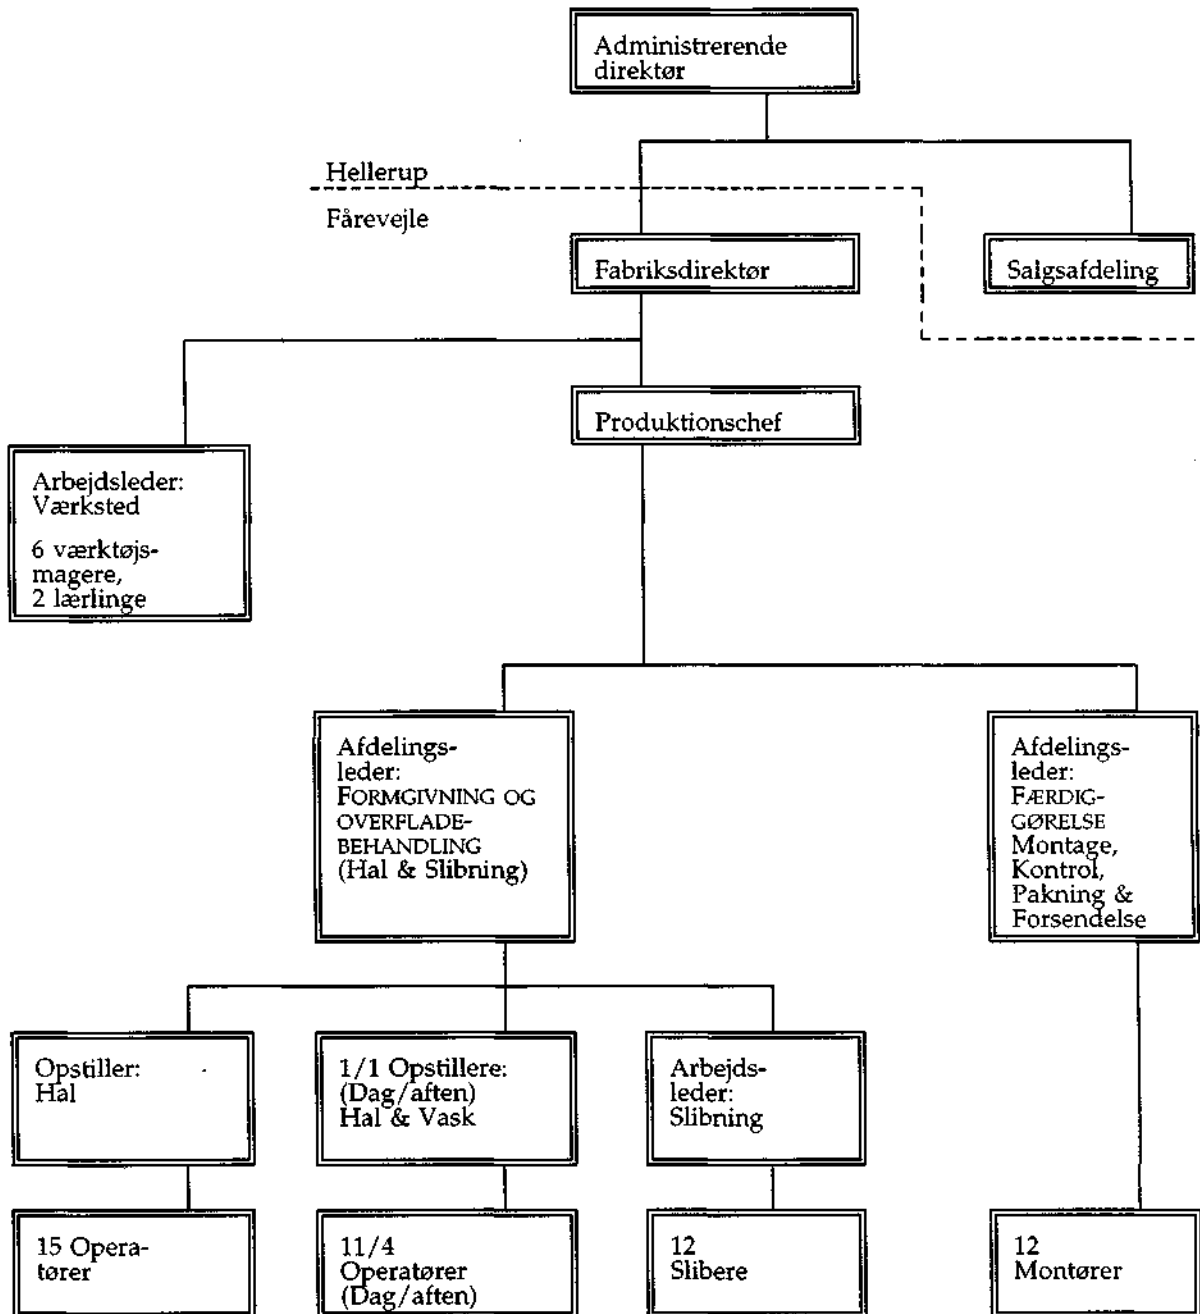 Administrerende
direktør
Hellerup
Fårevejle
Fabriksdirektør
Salgsafdeling
Produktionschef
Arbejdsleder:
Værksted
6 værktøjs-
magere,
2 lærlinge
Afdelings-
leder:
FORMGIVNING OG
OVERFLADE-
BEHANDLING
(Hal & Slibning)
Afdelings-
leder:
FÆRDIG-
GØRELSE
Montage,
Kontrol,
Pakning &
Forsendelse
Opstiller:
Hal
1/1 Opstillere:
(Dag/aften)
Hal & Vask
Arbejds-
leder:
Slibning
15 Opera-
tører
11/4
Operatører
(Dag/aften)
12
Slibere
12
Montører